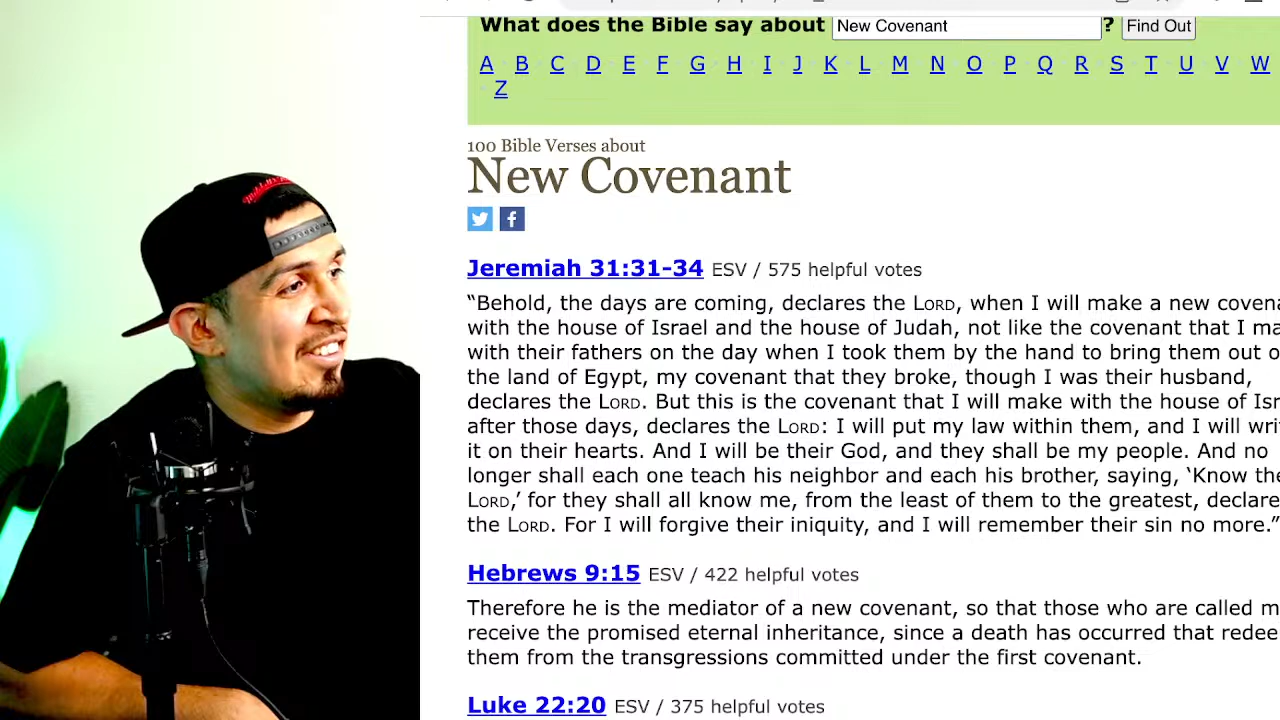 What does the Bible say about New Covenant ? Find Out
A B C D E F G H I J K L M N O P Q R S T U V W
Z
100 Bible Verses about
New Covenant
Jeremiah 31:31-34 ESV / 575 helpful votes
“Behold, the days are coming, declares the LORD, when I will make a new
with the house of Israel and the house of Judah, not like the covenant that I
with their fathers on the day when I took them by the hand to bring them out
the land of Egypt, my covenant that they broke, though I was their husband,
declares the LORD. But this is the covenant that I will make with the house of
after those days, declares the LORD: I will put my law within them, and I will
it on their hearts. And I will be their God, and they shall be my people. And no
longer shall each one teach his neighbor and each his brother, saying, ‘Know
LORD,’ for they shall all know me, from the least of them to the greatest,
the LORD. For I will forgive their iniquity, and I will remember their sin no more.”
Hebrews 9:15 ESV / 422 helpful votes
Therefore he is the mediator of a new covenant, so that those who are called
receive the promised eternal inheritance, since a death has occurred that
them from the transgressions committed under the first covenant.
Luke 22:20 ESV / 375 helpful votes